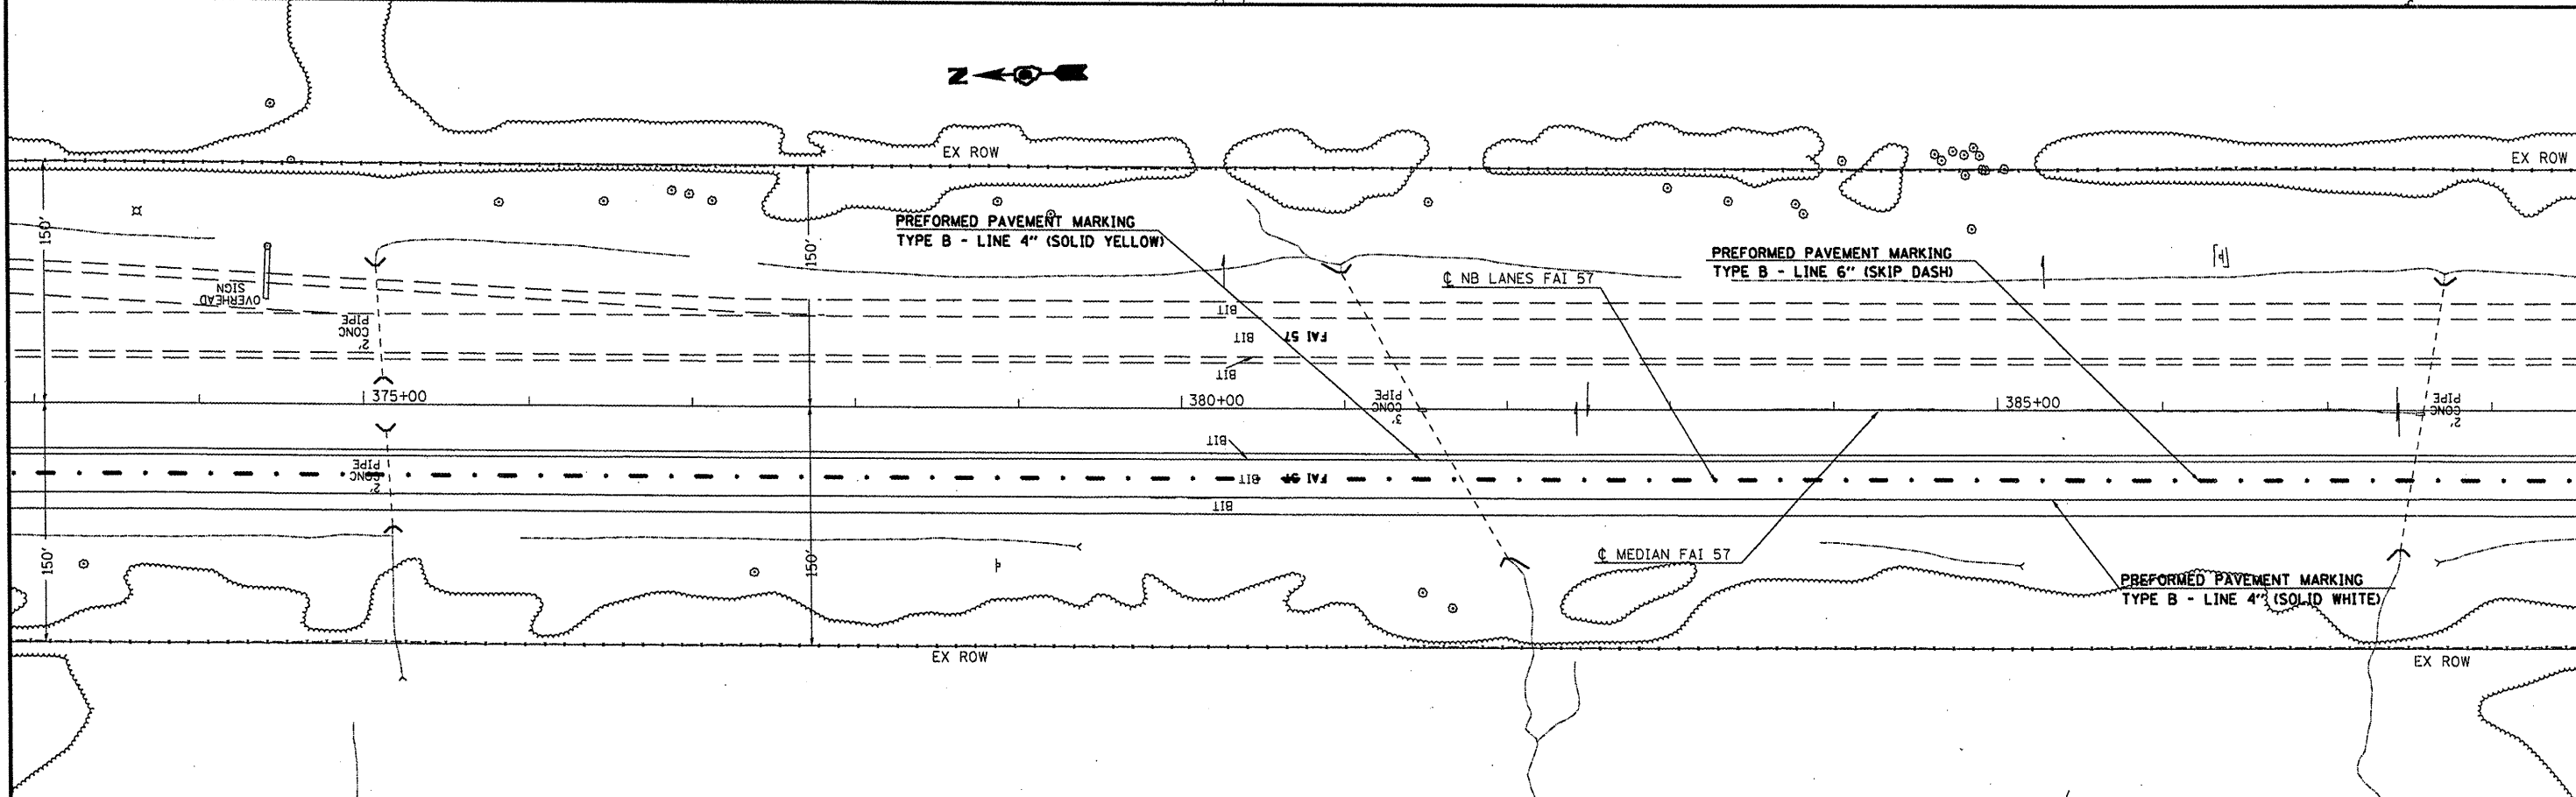 N
EX ROW
EX ROW
150'
150'
PREFORMED PAVEMENT MARKING
TYPE B - LINE 4" (SOLID YELLOW)
PREFORMED PAVEMENT MARKING
TYPE B - LINE 6" (SKIP DASH)
℄ NB LANES FAI 57
OVERHEAD
SIGN
2'
CONC
PIPE
BIT
BIT
FAI 57
BIT
375+00
380+00
385+00
3'
CONC
PIPE
2'
CONC
PIPE
BIT
2'
CONC
PIPE
BIT
FAI 57
BIT
150'
150'
℄ MEDIAN FAI 57
PREFORMED PAVEMENT MARKING
TYPE B - LINE 4" (SOLID WHITE)
EX ROW
EX ROW